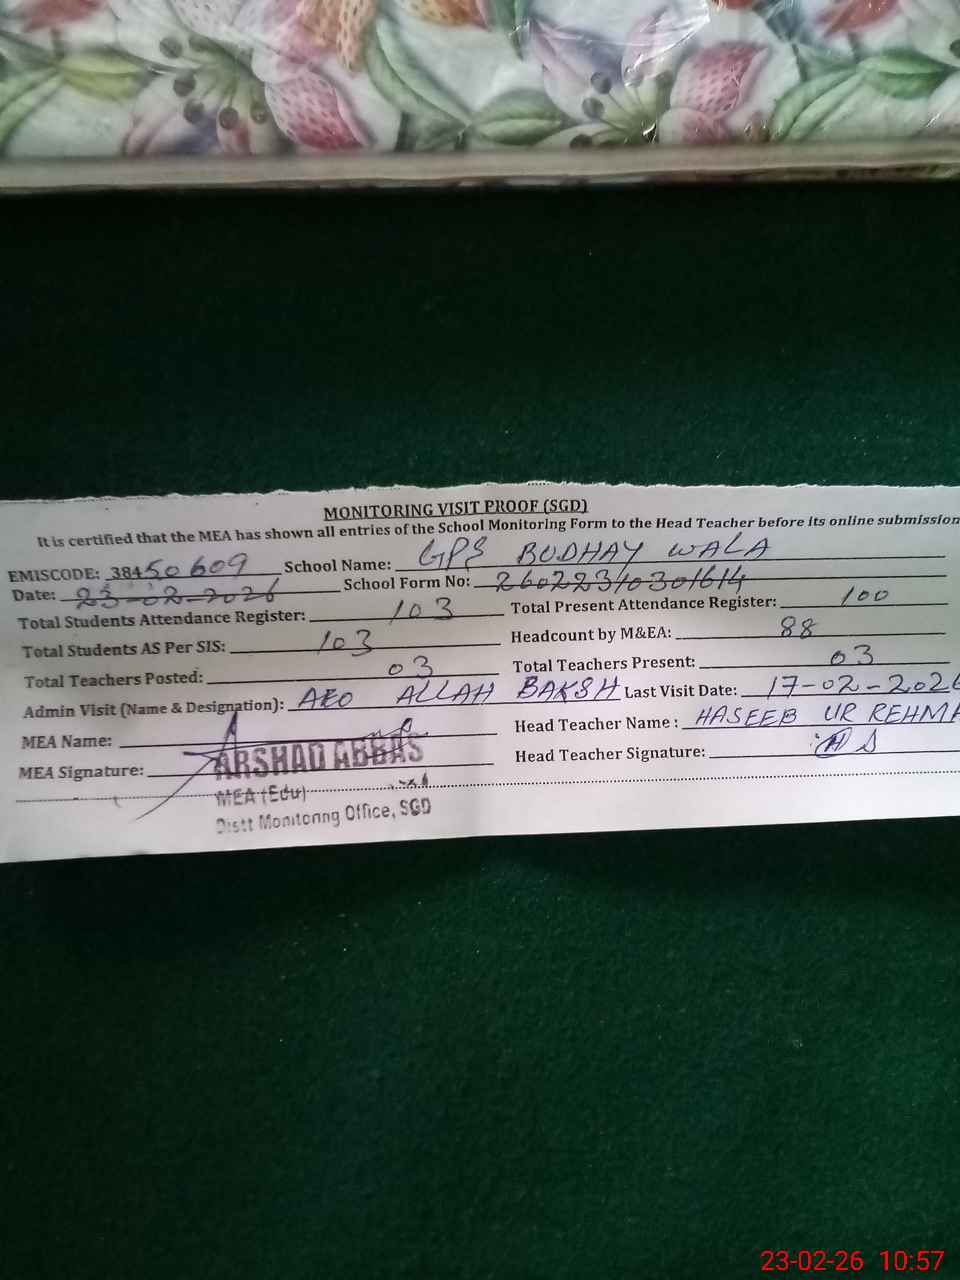 MONITORING VISIT PROOF (SGD)
It is certified that the MEA has shown all entries of the School Monitoring Form to the Head Teacher before its online submission
EMISCODE: 38450609 School Name: GPS BUDHAY WALA
Date: 23-02-2026 School Form No: 26022340301614
Total Students Attendance Register: 103 Total Present Attendance Register: 100
Total Students AS Per SIS: 103 Headcount by M&EA: 88
Total Teachers Posted: 03 Total Teachers Present: 03
Admin Visit (Name & Designation): AEO ALLAH BAKSH Last Visit Date: 17-02-2026
MEA Name: Head Teacher Name : HASEEB UR REHMA
MEA Signature: ARSHAD ABBAS Head Teacher Signature:
MEA (Edu)
Distt Monitoring Office, SGD
23-02-26 10:57